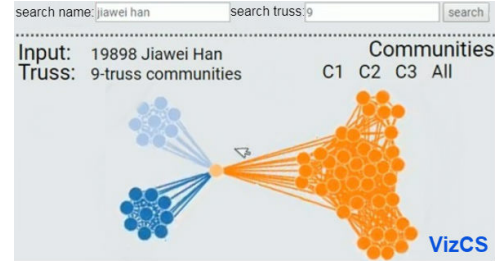 search name: jiawei han search truss: 9 search
Input: 19898 Jiawei Han Communities
Truss: 9-truss communities C1 C2 C3 All
VizCS